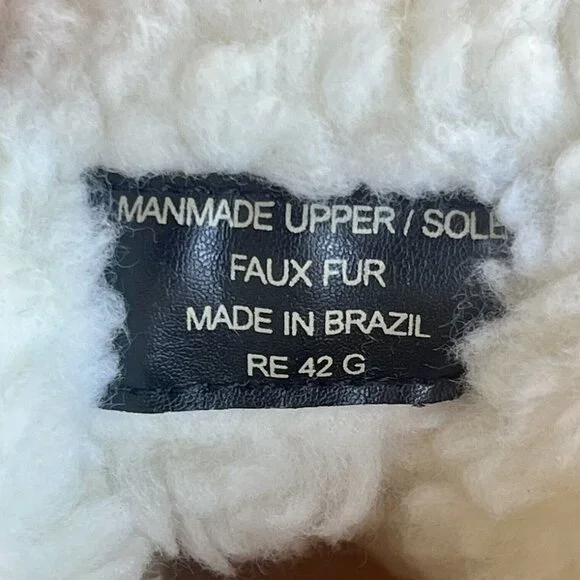 MANMADE UPPER / SOLE
FAUX FUR
MADE IN BRAZIL
RE 42 G